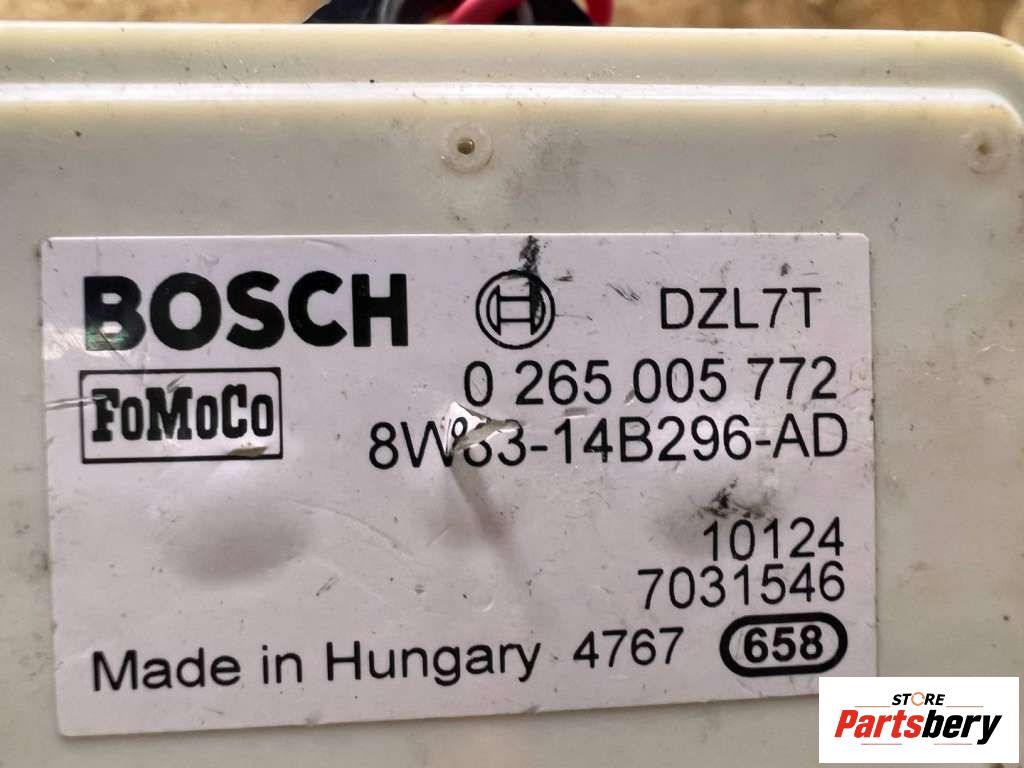 BOSCH
DZL7T
FoMoCo
0 265 005 772
8W83-14B296-AD
10124
7031546
Made in Hungary 4767 658
STORE
Partsbery